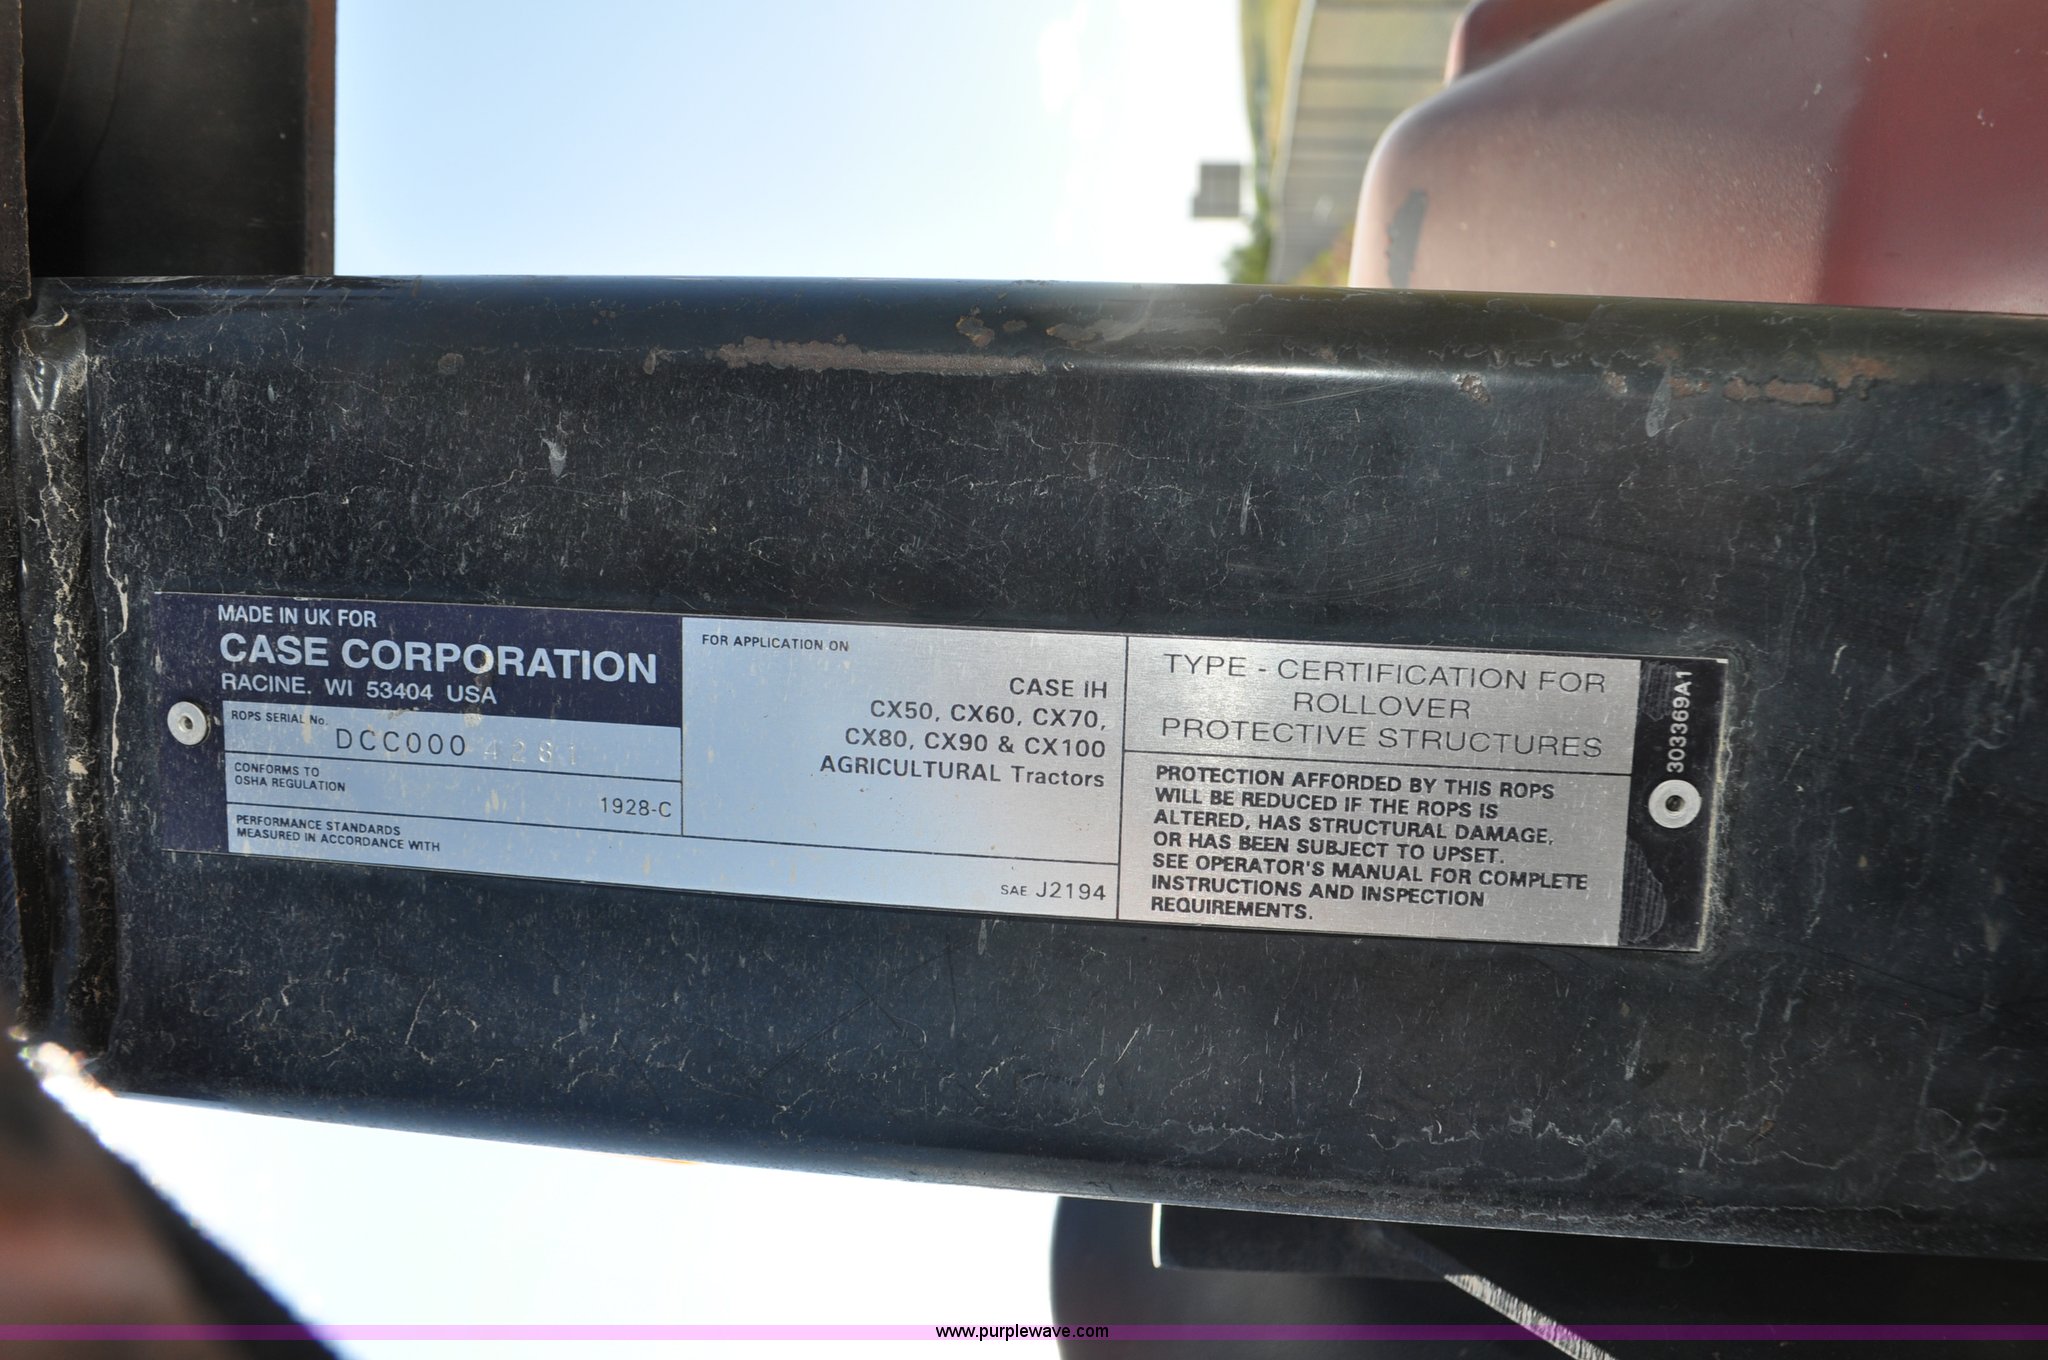 MADE IN UK FOR
CASE CORPORATION
RACINE. WI 53404 USA
ROPS SERIAL No.
DCC000 4281
CONFORMS TO
OSHA REGULATION
1928-C
PERFORMANCE STANDARDS
MEASURED IN ACCORDANCE WITH
SAE J2194
FOR APPLICATION ON
CASE IH
CX50, CX60, CX70,
CX80, CX90 & CX100
AGRICULTURAL Tractors
TYPE - CERTIFICATION FOR
ROLLOVER
PROTECTIVE STRUCTURES
PROTECTION AFFORDED BY THIS ROPS
WILL BE REDUCED IF THE ROPS IS
ALTERED, HAS STRUCTURAL DAMAGE,
OR HAS BEEN SUBJECT TO UPSET.
SEE OPERATOR'S MANUAL FOR COMPLETE
INSTRUCTIONS AND INSPECTION
REQUIREMENTS.
303369A1
www.purplewave.com